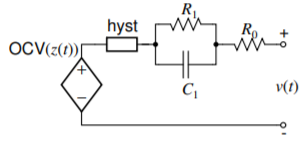 R₁
hyst
R₀
+
OCV(z(t))
+
−
C₁
v(t)
-